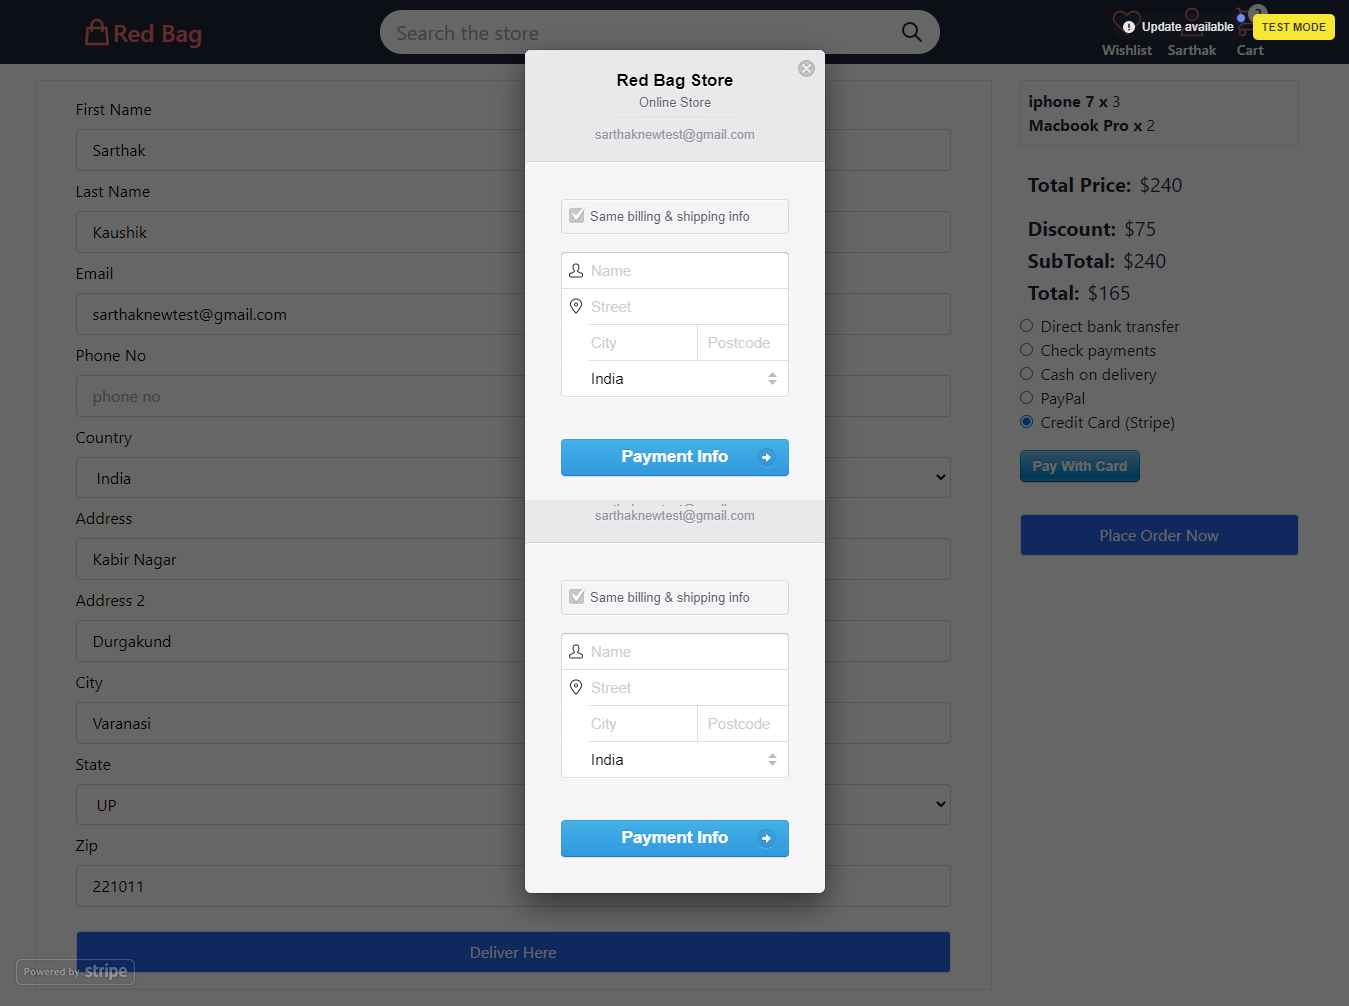 Red Bag
Search the store
Update available
TEST MODE
Wishlist
Sarthak
Cart
First Name
Sarthak
Last Name
Kaushik
Email
sarthaknewtest@gmail.com
Phone No
phone no
Country
India
Address
Kabir Nagar
Address 2
Durgakund
City
Varanasi
State
UP
Zip
221011
Deliver Here
Powered by stripe
Red Bag Store
Online Store
sarthaknewtest@gmail.com
Same billing & shipping info
Name
Street
City Postcode
India
Payment Info
sarthaknewtest@gmail.com
Same billing & shipping info
Name
Street
City Postcode
India
Payment Info
iphone 7 x 3
Macbook Pro x 2
Total Price: $240
Discount: $75
SubTotal: $240
Total: $165
Direct bank transfer
Check payments
Cash on delivery
PayPal
Credit Card (Stripe)
Pay With Card
Place Order Now